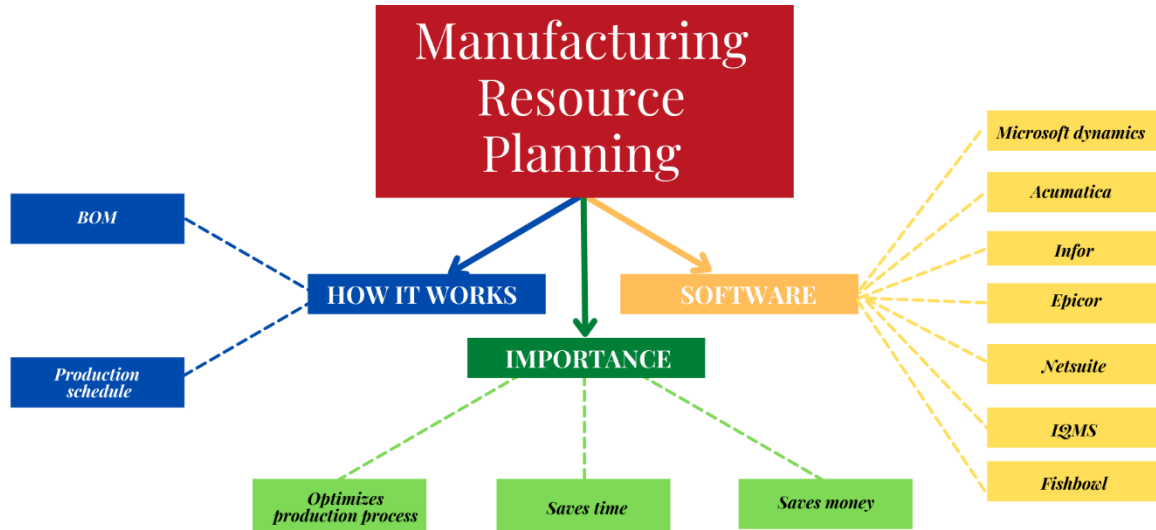 Manufacturing
Resource
Planning
Microsoft dynamics
Acumatica
BOM
Infor
HOW IT WORKS
SOFTWARE
Epicor
IMPORTANCE
Netsuite
Production
schedule
IQMS
Fishbowl
Optimizes
production process
Saves time
Saves money